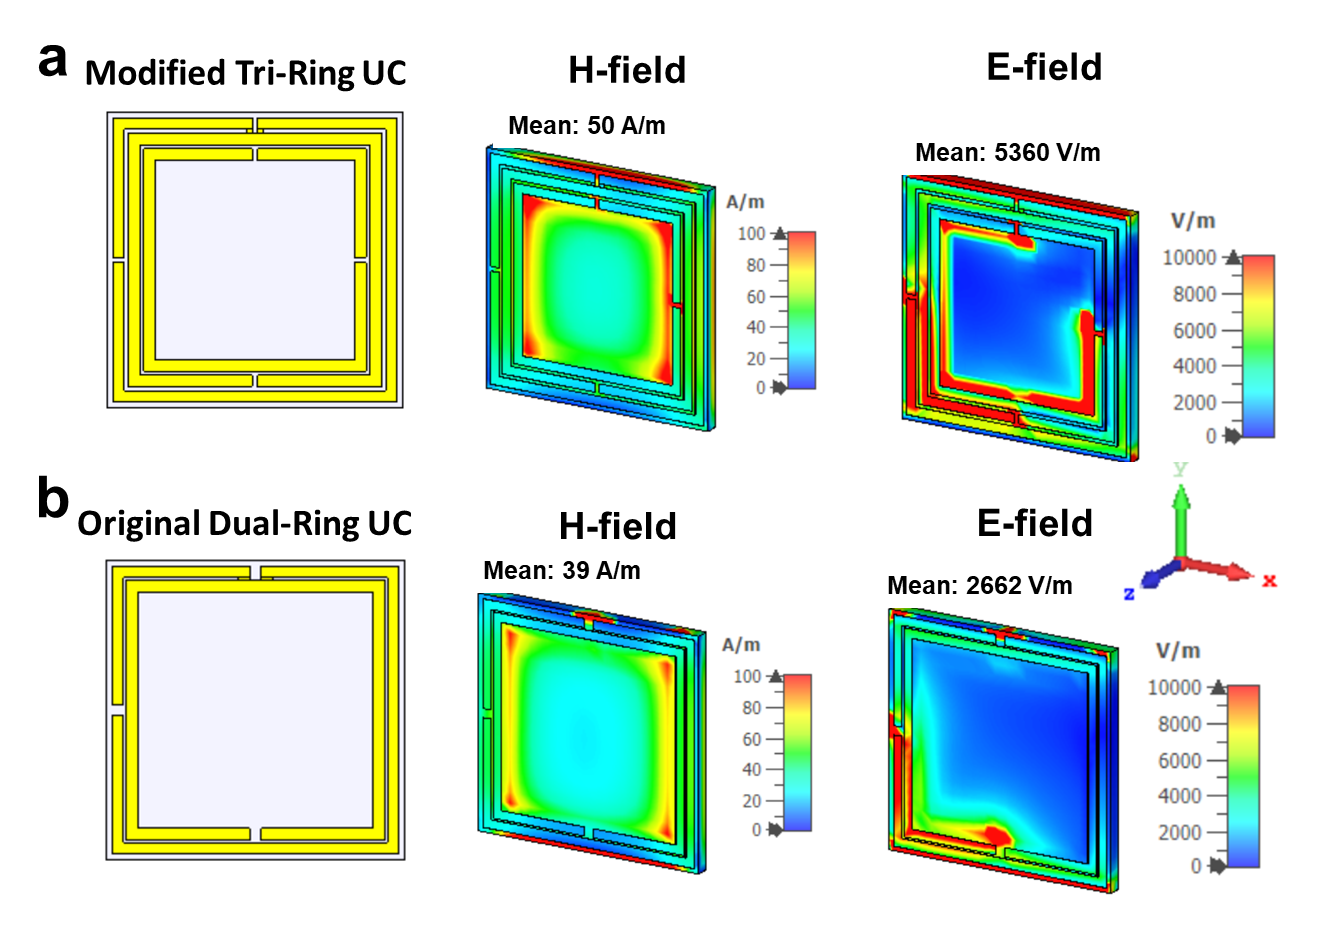 a
Modified Tri-Ring UC
H-field
E-field
Mean: 50 A/m
Mean: 5360 V/m
A/m
100
80
60
40
20
0
V/m
10000
8000
6000
4000
2000
0
b
Original Dual-Ring UC
H-field
E-field
Mean: 39 A/m
Mean: 2662 V/m
Y
z
x
A/m
100
80
60
40
20
0
V/m
10000
8000
6000
4000
2000
0